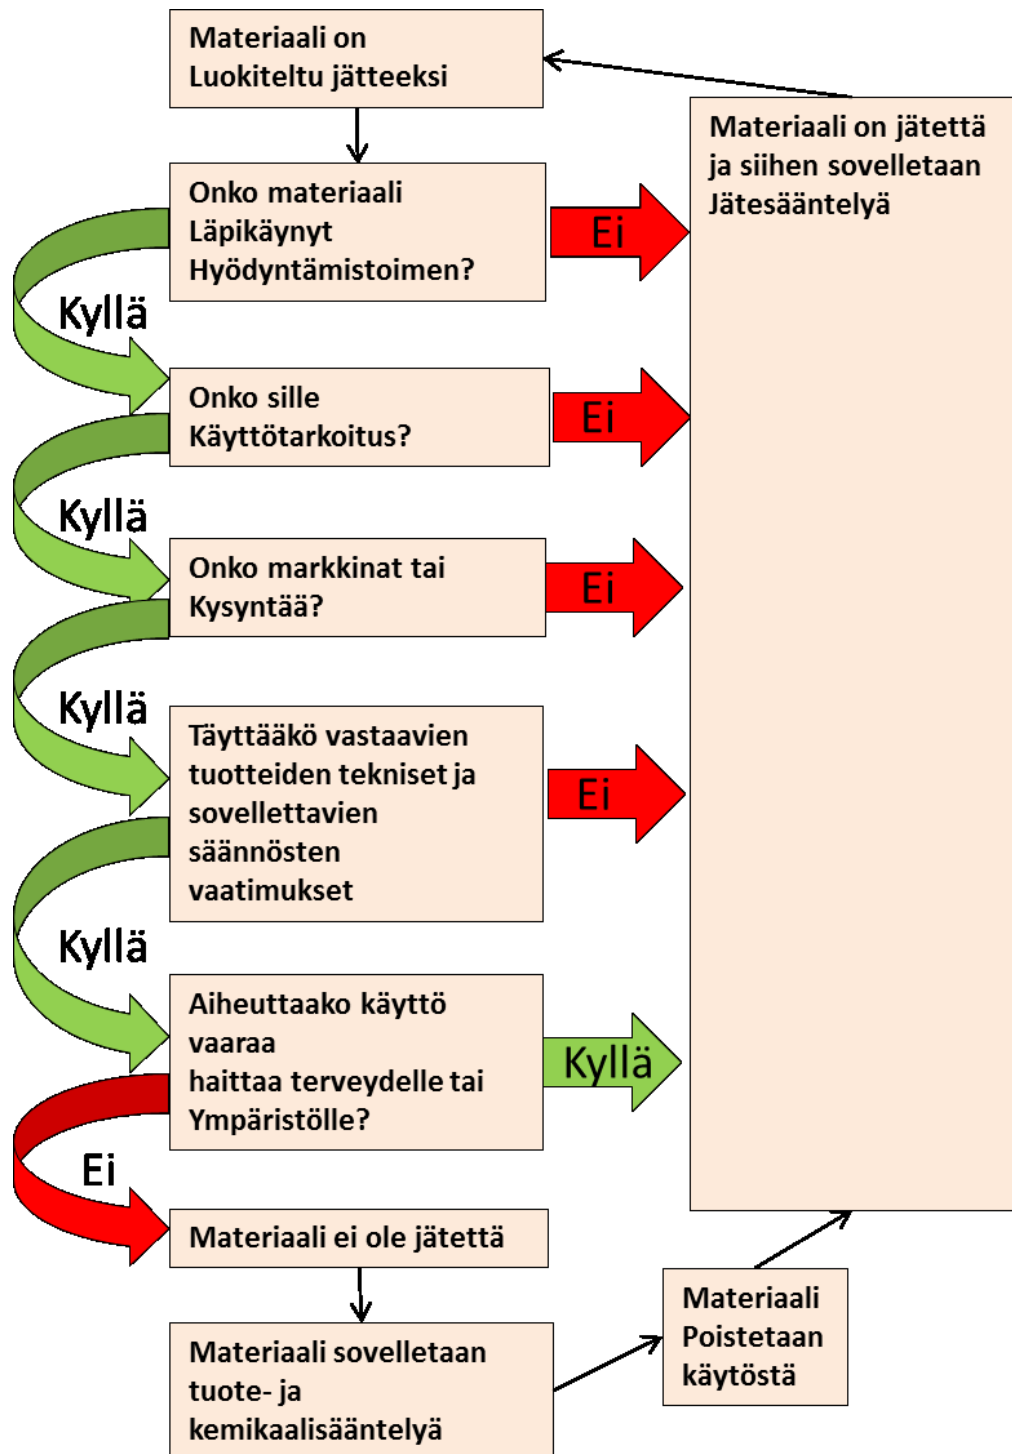 Materiaali on
Luokiteltu jätteeksi
Materiaali on jätettä
ja siihen sovelletaan
Jätesääntelyä
Onko materiaali
Läpikäynyt
Hyödyntämistoimen?
Ei
Kyllä
Onko sille
Käyttötarkoitus?
Ei
Kyllä
Onko markkinat tai
Kysyntää?
Ei
Kyllä
Täyttääkö vastaavien
tuotteiden tekniset ja
sovellettavien
säännösten
vaatimukset
Ei
Kyllä
Aiheuttaako käyttö
vaaraa
haittaa terveydelle tai
Ympäristölle?
Kyllä
Ei
Materiaali ei ole jätettä
Materiaali sovelletaan
tuote- ja
kemikaalisääntelyä
Materiaali
Poistetaan
käytöstä